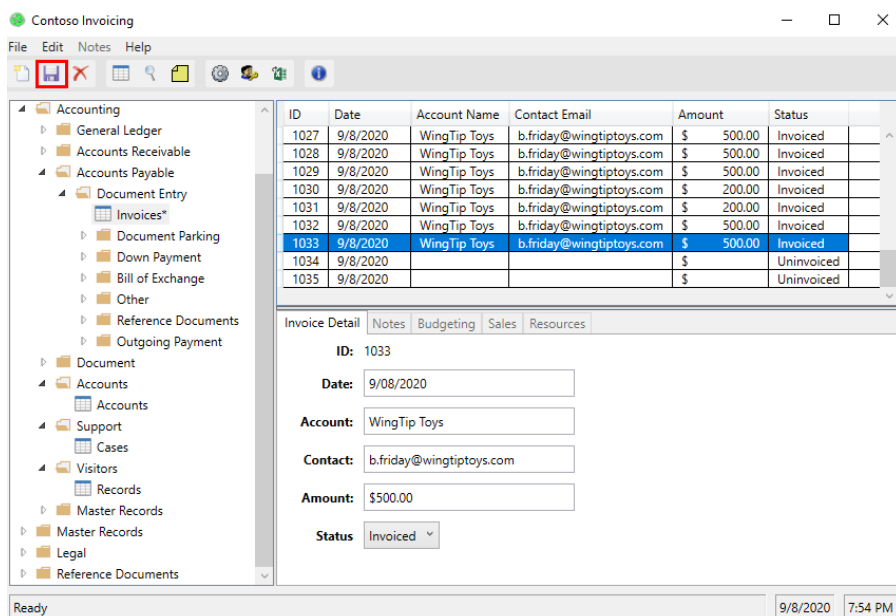 Contoso Invoicing
File Edit Notes Help
Accounting
General Ledger
Accounts Receivable
Accounts Payable
Document Entry
Invoices*
Document Parking
Down Payment
Bill of Exchange
Other
Reference Documents
Outgoing Payment
Document
Accounts
Accounts
Support
Cases
Visitors
Records
Master Records
Master Records
Legal
Reference Documents
ID Date Account Name Contact Email Amount Status
1027 9/8/2020 WingTip Toys b.friday@wingtiptoys.com $ 500.00 Invoiced
1028 9/8/2020 WingTip Toys b.friday@wingtiptoys.com $ 500.00 Invoiced
1029 9/8/2020 WingTip Toys b.friday@wingtiptoys.com $ 500.00 Invoiced
1030 9/8/2020 WingTip Toys b.friday@wingtiptoys.com $ 200.00 Invoiced
1031 9/8/2020 WingTip Toys b.friday@wingtiptoys.com $ 200.00 Invoiced
1032 9/8/2020 WingTip Toys b.friday@wingtiptoys.com $ 500.00 Invoiced
1033 9/8/2020 WingTip Toys b.friday@wingtiptoys.com $ 500.00 Invoiced
1034 9/8/2020 $ Uninvoiced
1035 9/8/2020 $ Uninvoiced
Invoice Detail Notes Budgeting Sales Resources
ID: 1033
Date: 9/08/2020
Account: WingTip Toys
Contact: b.friday@wingtiptoys.com
Amount: $500.00
Status Invoiced
Ready 9/8/2020 7:54 PM